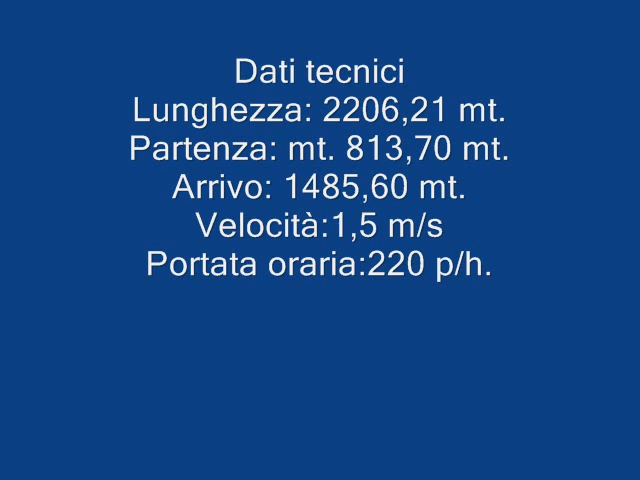 Dati tecnici
Lunghezza: 2206,21 mt.
Partenza: mt. 813,70 mt.
Arrivo: 1485,60 mt.
Velocità:1,5 m/s
Portata oraria:220 p/h.